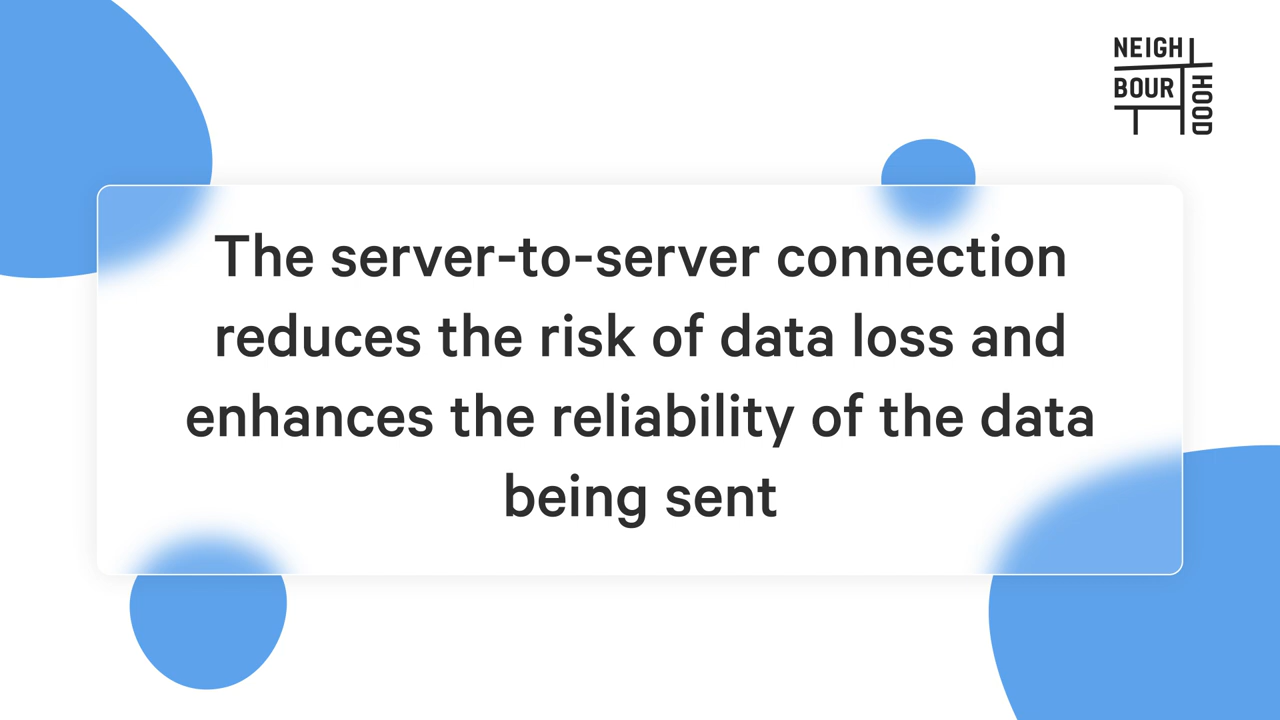 NEIGH
BOUR
HOOD
The server-to-server connection
reduces the risk of data loss and
enhances the reliability of the data
being sent